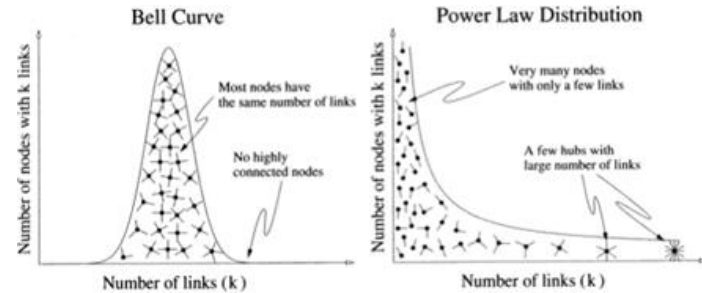 Bell Curve
Number of nodes with k links
Most nodes have
the same number of links
No highly
connected nodes
Number of links (k)
Power Law Distribution
Number of nodes with k links
Very many nodes
with only a few links
A few hubs with
large number of links
Number of links (k)